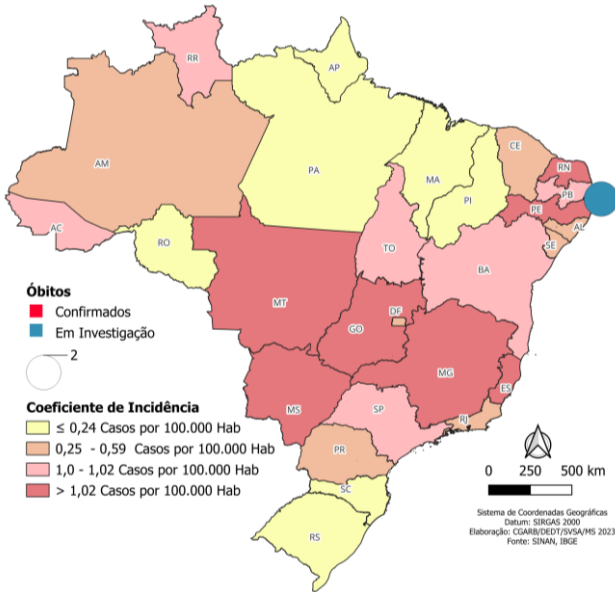 RR
AP
AM
PA
MA
CE
RN
PB
PI
PE
AL
SE
AC
RO
TO
BA
MT
DF
GO
MG
ES
MS
SP
RJ
PR
SC
RS
Óbitos
Confirmados
Em Investigação
2
Coeficiente de Incidência
≤ 0,24 Casos por 100.000 Hab
0,25 - 0,59 Casos por 100.000 Hab
1,0 - 1,02 Casos por 100.000 Hab
> 1,02 Casos por 100.000 Hab
0 250 500 km
Sistema de Coordenadas Geográficas
Datum: SIRGAS 2000
Elaboração: CGARB/DEDT/SVSA/MS 2023
Fonte: SINAN, IBGE